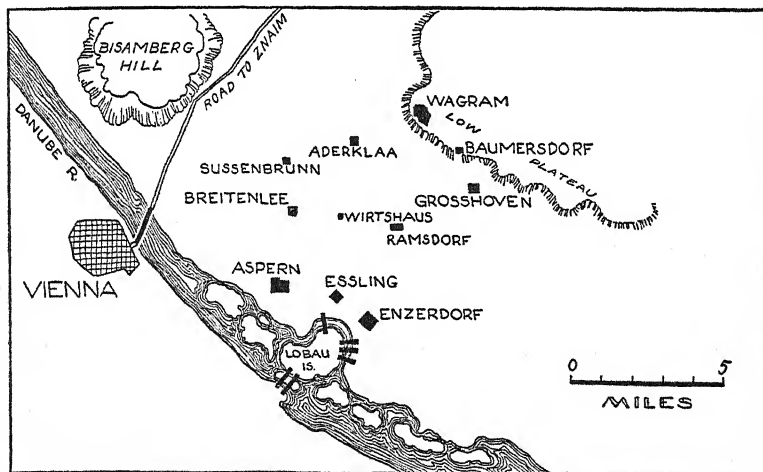 BISAMBERG
HILL
ROAD TO ZNAIM
DANUBE R.
WAGRAM
LOW
PLATEAU
BAUMERSDORF
ADERKLAA
SUSSENBRUNN
GROSSHOVEN
BREITENLEE
WIRTSHAUS
RAMSDORF
VIENNA
ASPERN
ESSLING
ENZERDORF
LOBAU
IS.
0 5
MILES